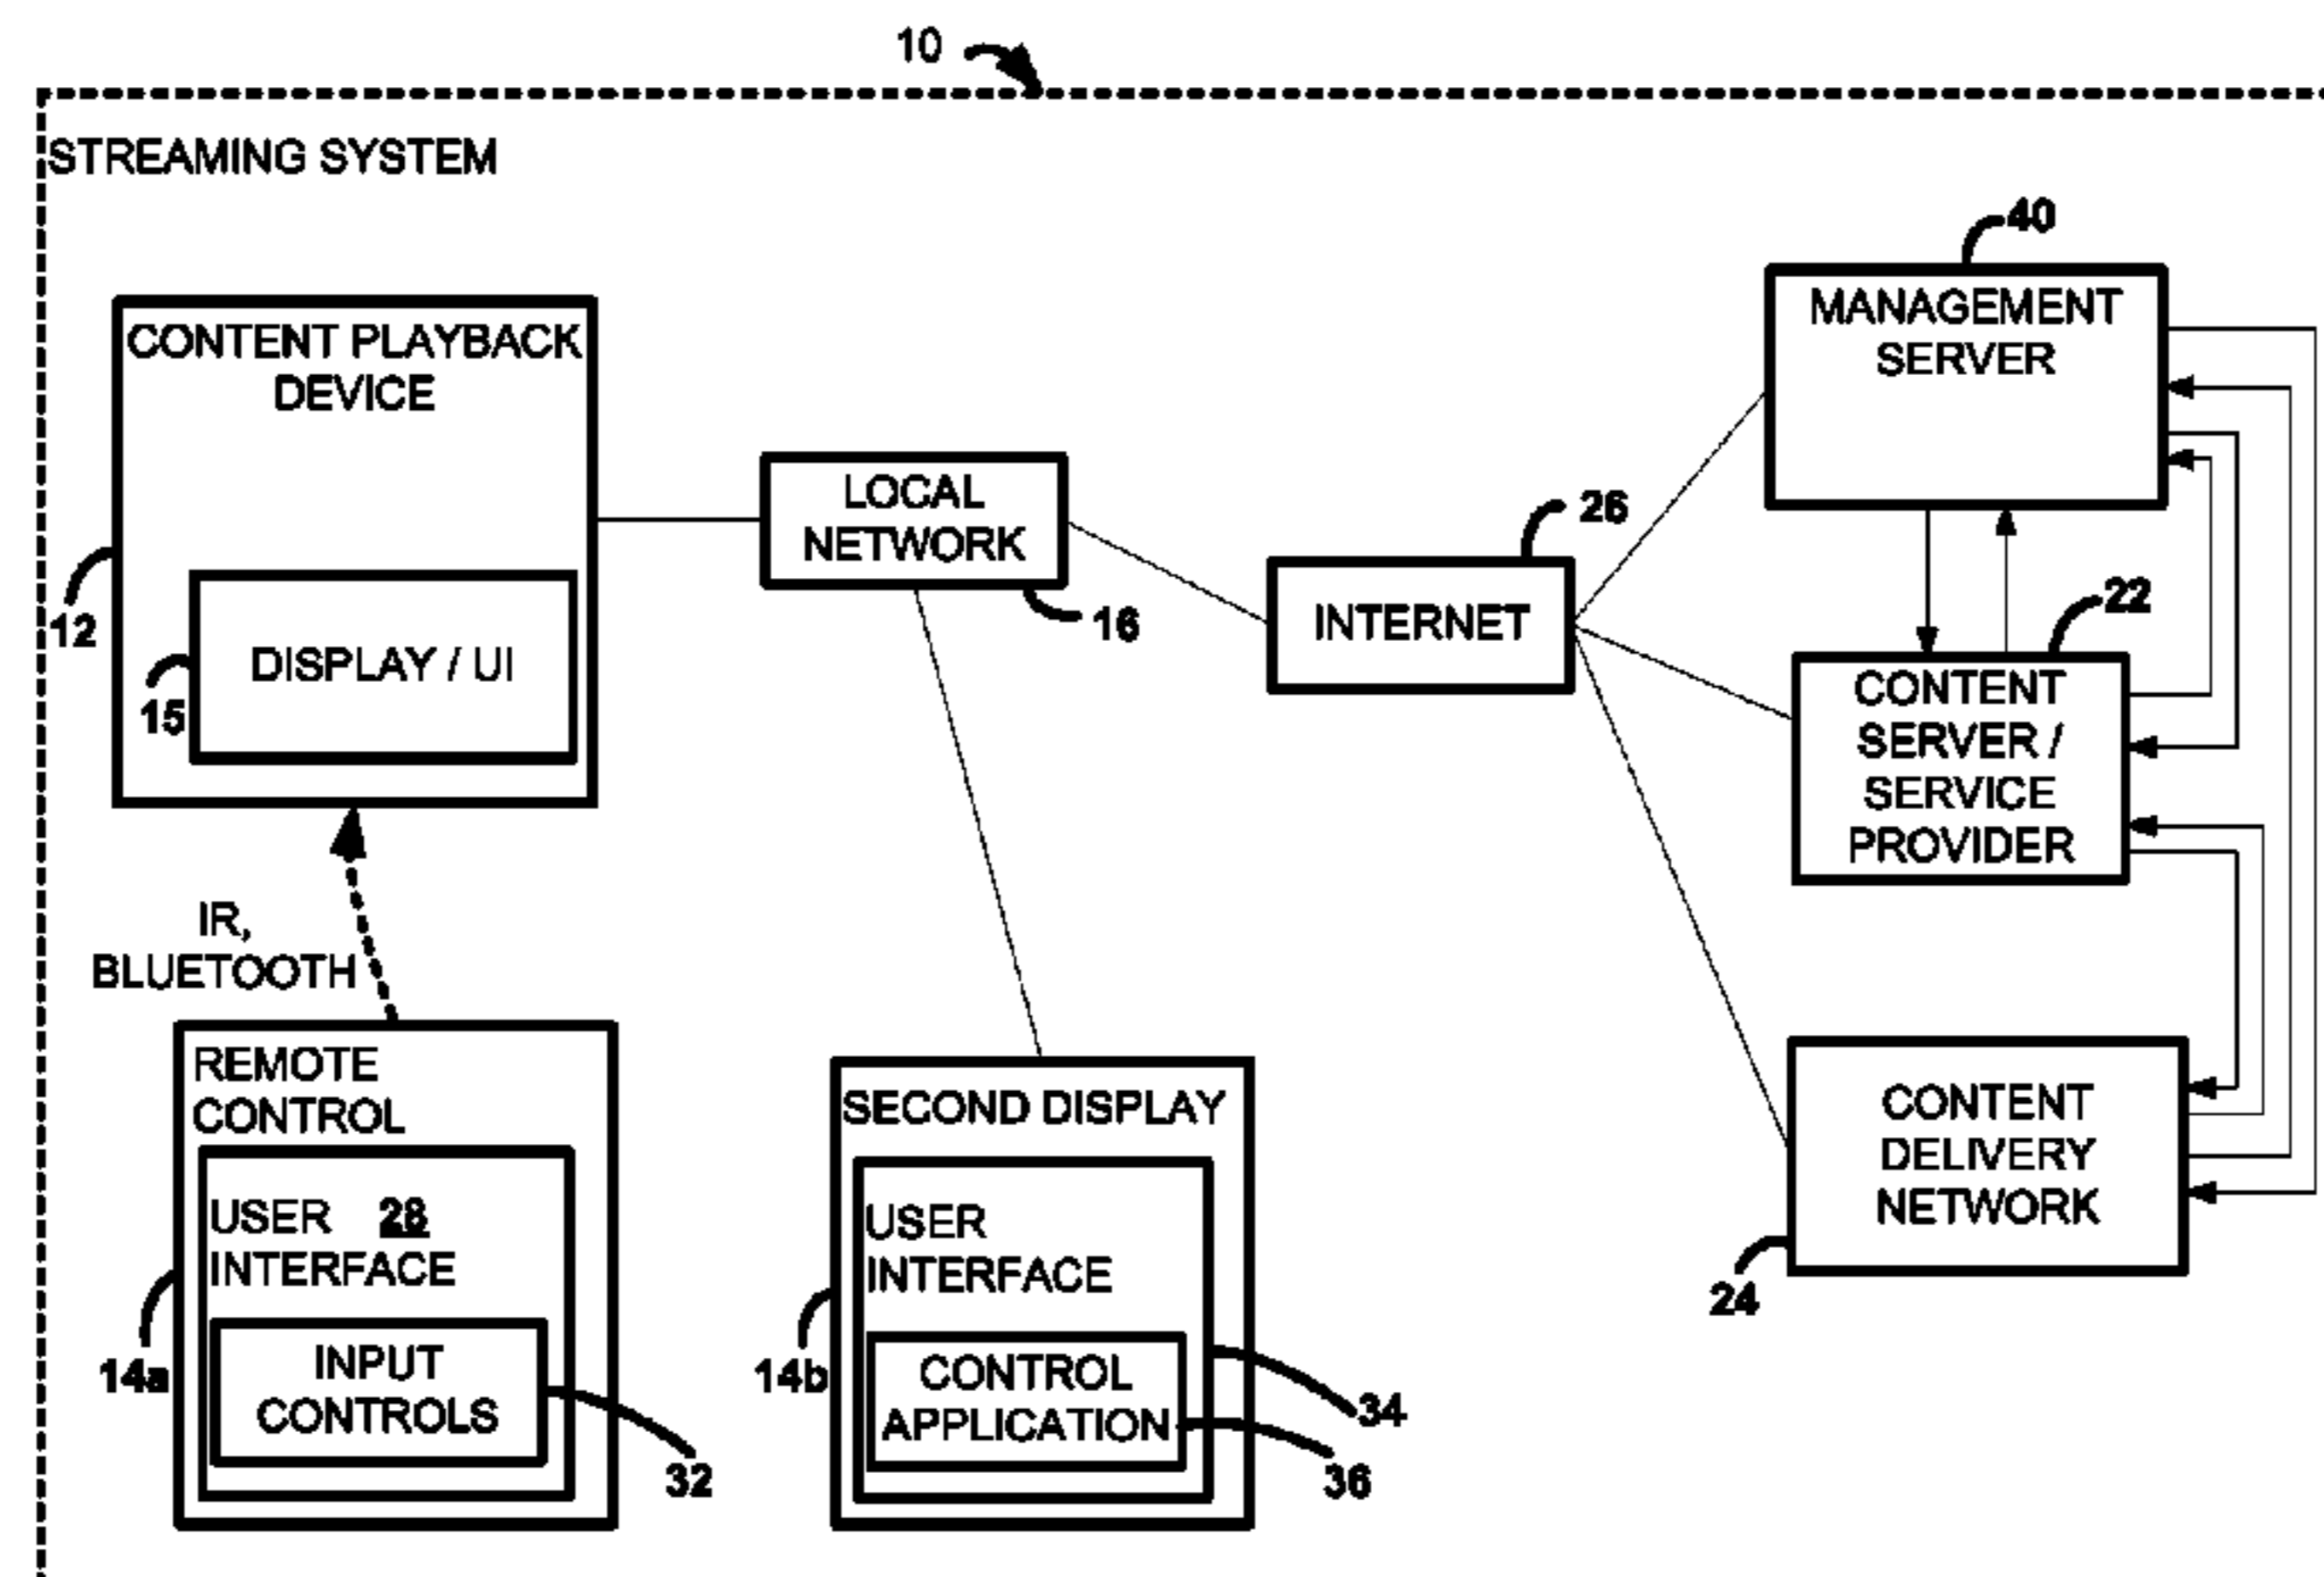 10
STREAMING SYSTEM
40
MANAGEMENT
SERVER
CONTENT PLAYBACK
DEVICE
12
DISPLAY / UI
15
LOCAL
NETWORK
16
26
INTERNET
22
CONTENT
SERVER /
SERVICE
PROVIDER
IR,
BLUETOOTH
REMOTE
CONTROL
USER 28
INTERFACE
14a
INPUT
CONTROLS
32
SECOND DISPLAY
USER
INTERFACE
14b
CONTROL
APPLICATION
34
36
CONTENT
DELIVERY
NETWORK
24